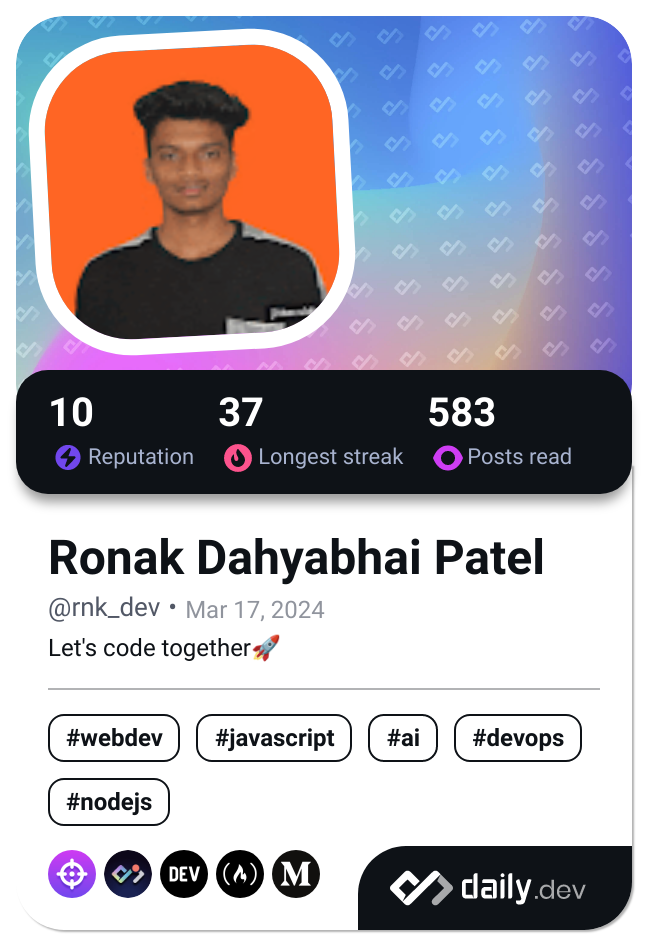 10 37 583
Reputation Longest streak Posts read
Ronak Dahyabhai Patel
@rnk_dev • Mar 17, 2024
Let's code together🚀
#webdev #javascript #ai #devops
#nodejs
DEV M
daily.dev